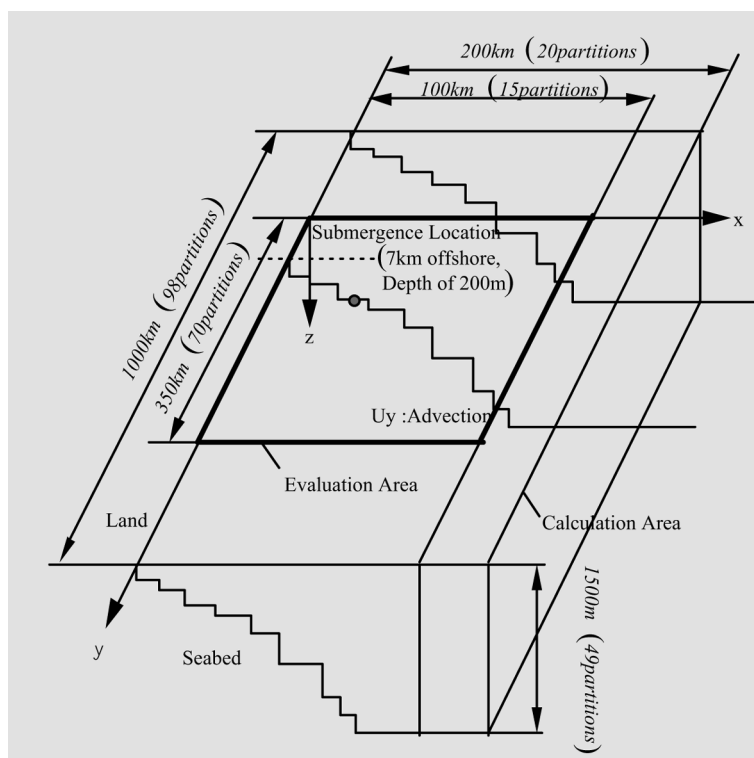 200km (20partitions)
100km (15partitions)
x
Submergence Location
(7km offshore,
Depth of 200m)
1000km (98partitions)
350km (70partitions)
z
Uy :Advection
Evaluation Area
Land
Calculation Area
1500m (49partitions)
y
Seabed